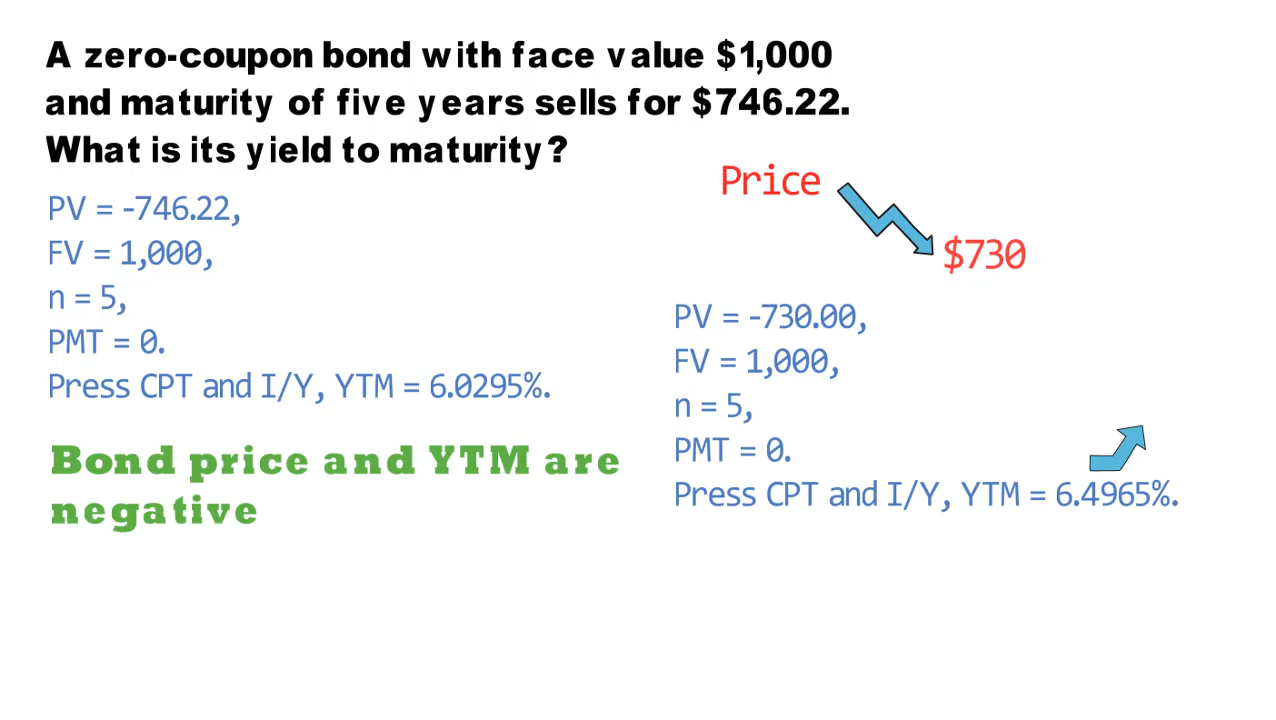 A zero-coupon bond with face value $1,000
and maturity of five years sells for $746.22.
What is its yield to maturity?
PV = -746.22,
FV = 1,000,
n = 5,
PMT = 0.
Press CPT and I/Y, YTM = 6.0295%.
Bond price and YTM are
negative
Price
$730
PV = -730.00,
FV = 1,000,
n = 5,
PMT = 0.
Press CPT and I/Y, YTM = 6.4965%.